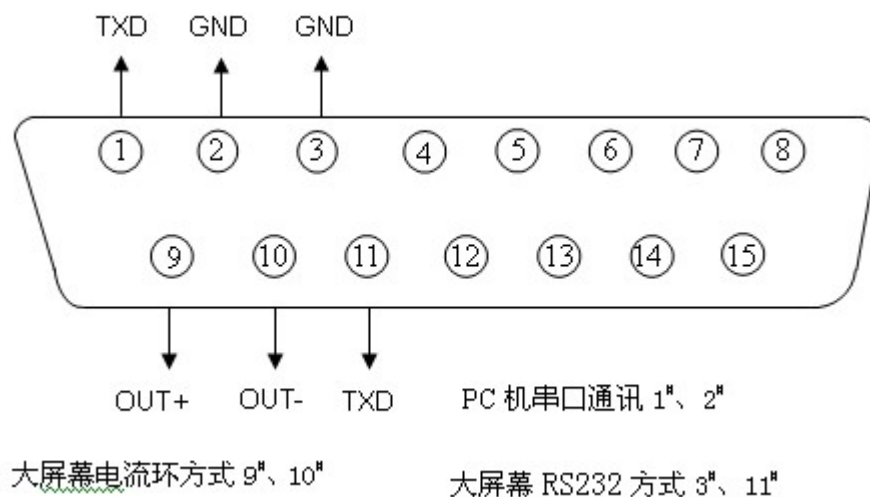 TXD GND GND
① ② ③ ④ ⑤ ⑥ ⑦ ⑧
⑨ ⑩ ⑪ ⑫ ⑬ ⑭ ⑮
OUT+ OUT- TXD PC 机串口通讯 1#、2#
大屏幕电流环方式 9#、10#
大屏幕 RS232 方式 3#、11#